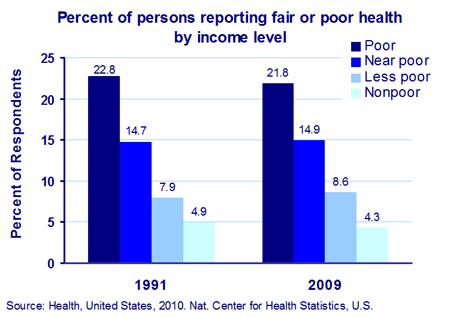 Percent of persons reporting fair or poor health
by income level
Poor
Near poor
Less poor
Nonpoor
Percent of Respondents
25
20
15
10
5
0
22.8
14.7
7.9
4.9
21.8
14.9
8.6
4.3
1991
2009
Source: Health, United States, 2010. Nat. Center for Health Statistics, U.S.